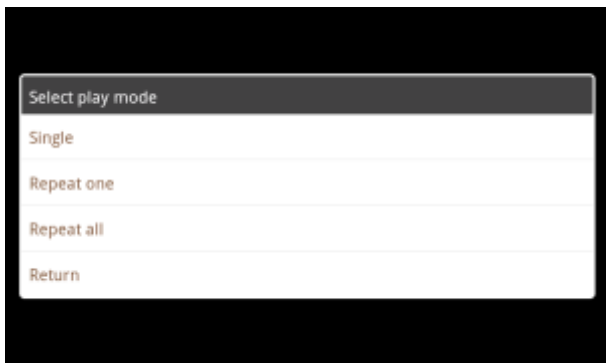 Select play mode
Single
Repeat one
Repeat all
Return